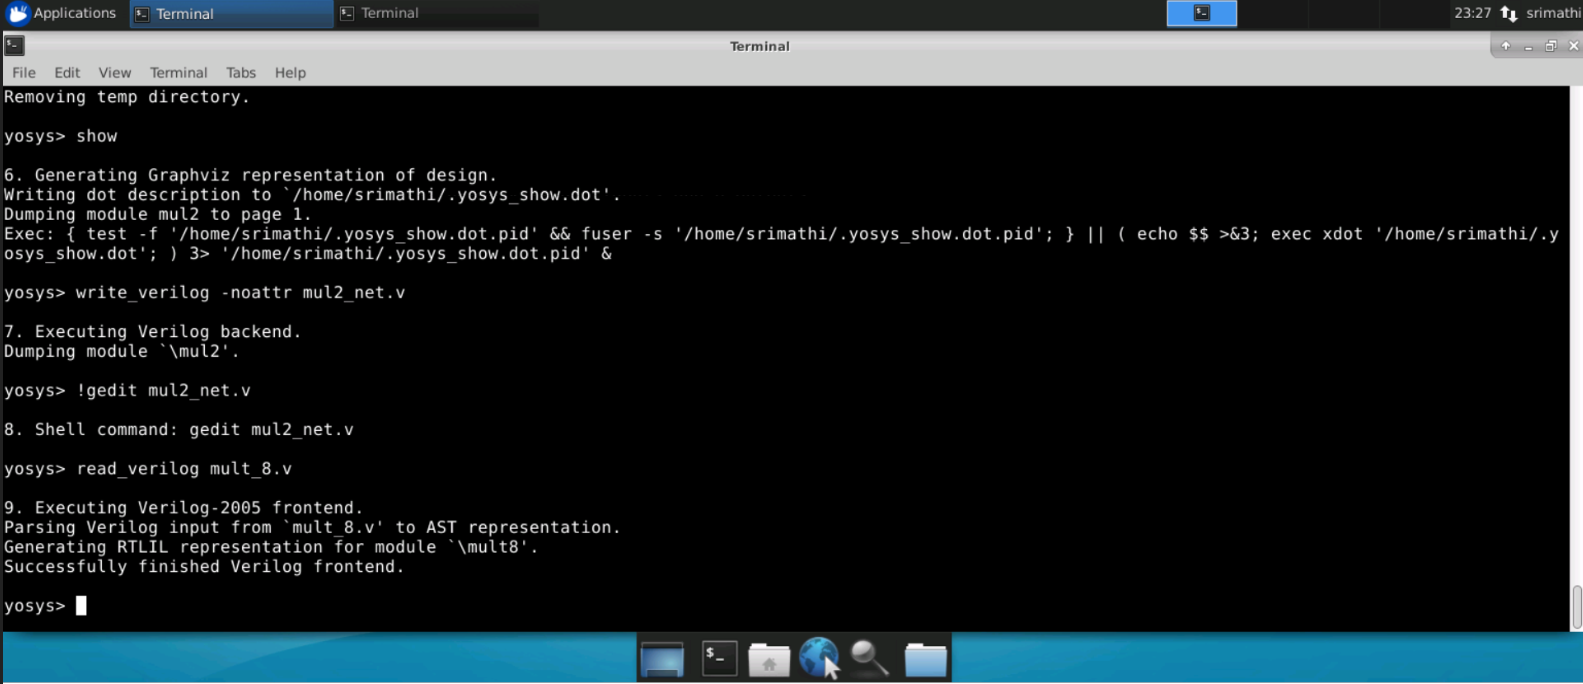 Applications
Terminal
Terminal
23:27
srimathi
Terminal
File Edit View Terminal Tabs Help
Removing temp directory.
yosys> show
6. Generating Graphviz representation of design.
Writing dot description to `/home/srimathi/.yosys_show.dot'.
Dumping module mul2 to page 1.
Exec: { test -f '/home/srimathi/.yosys_show.dot.pid' && fuser -s '/home/srimathi/.yosys_show.dot.pid'; } || ( echo $$ >&3; exec xdot '/home/srimathi/.y
osys_show.dot'; ) 3> '/home/srimathi/.yosys_show.dot.pid' &
yosys> write_verilog -noattr mul2_net.v
7. Executing Verilog backend.
Dumping module `\mul2'.
yosys> !gedit mul2_net.v
8. Shell command: gedit mul2_net.v
yosys> read_verilog mult_8.v
9. Executing Verilog-2005 frontend.
Parsing Verilog input from `mult_8.v' to AST representation.
Generating RTLIL representation for module `\mult8'.
Successfully finished Verilog frontend.
yosys>
$_